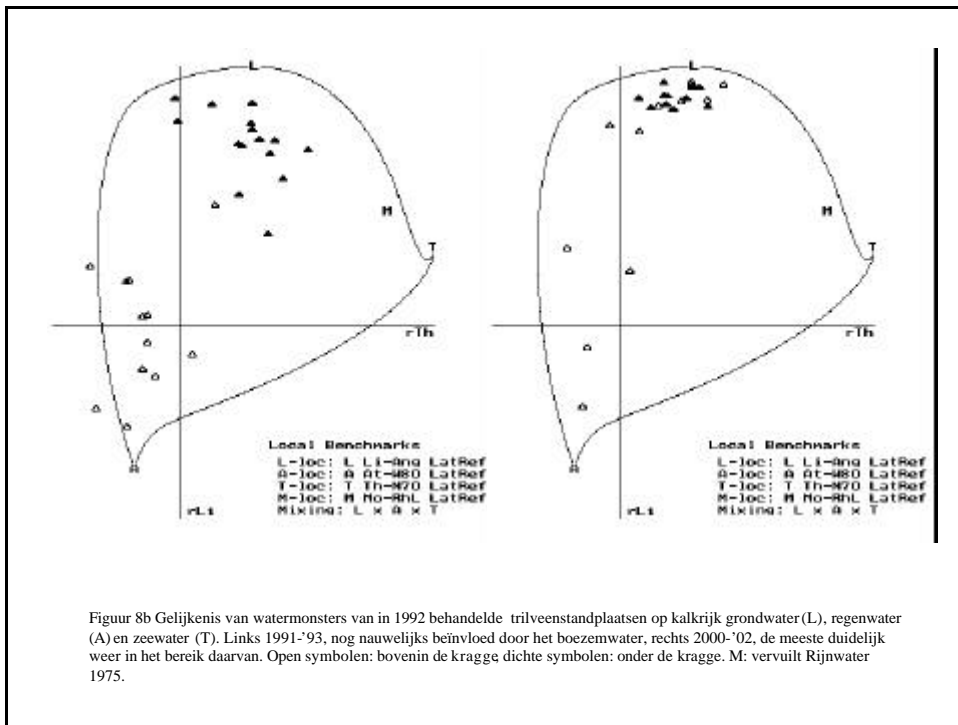 L
M
T
rTh
A
Local Benchmarks
L-loc: L Li-Ang LatRef
A-loc: A At-W80 LatRef
T-loc: T Th-N70 LatRef
M-loc: M No-RhL LatRef
Mixing: L x A x T
rLi
L
M
T
rTh
A
Local Benchmarks
L-loc: L Li-Ang LatRef
A-loc: A At-W80 LatRef
T-loc: T Th-N70 LatRef
M-loc: M No-RhL LatRef
Mixing: L x A x T
rLi
Figuur 8b Gelijkenis van watermonsters van in 1992 behandelde trilveenstandplaatsen op kalkrijk grondwater (L), regenwater
(A) en zeewater (T). Links 1991-'93, nog nauwelijks beïnvloed door het boezemwater, rechts 2000-'02, de meeste duidelijk
weer in het bereik daarvan. Open symbolen: bovenin de kragge, dichte symbolen: onder de kragge. M: vervuilt Rijnwater
1975.